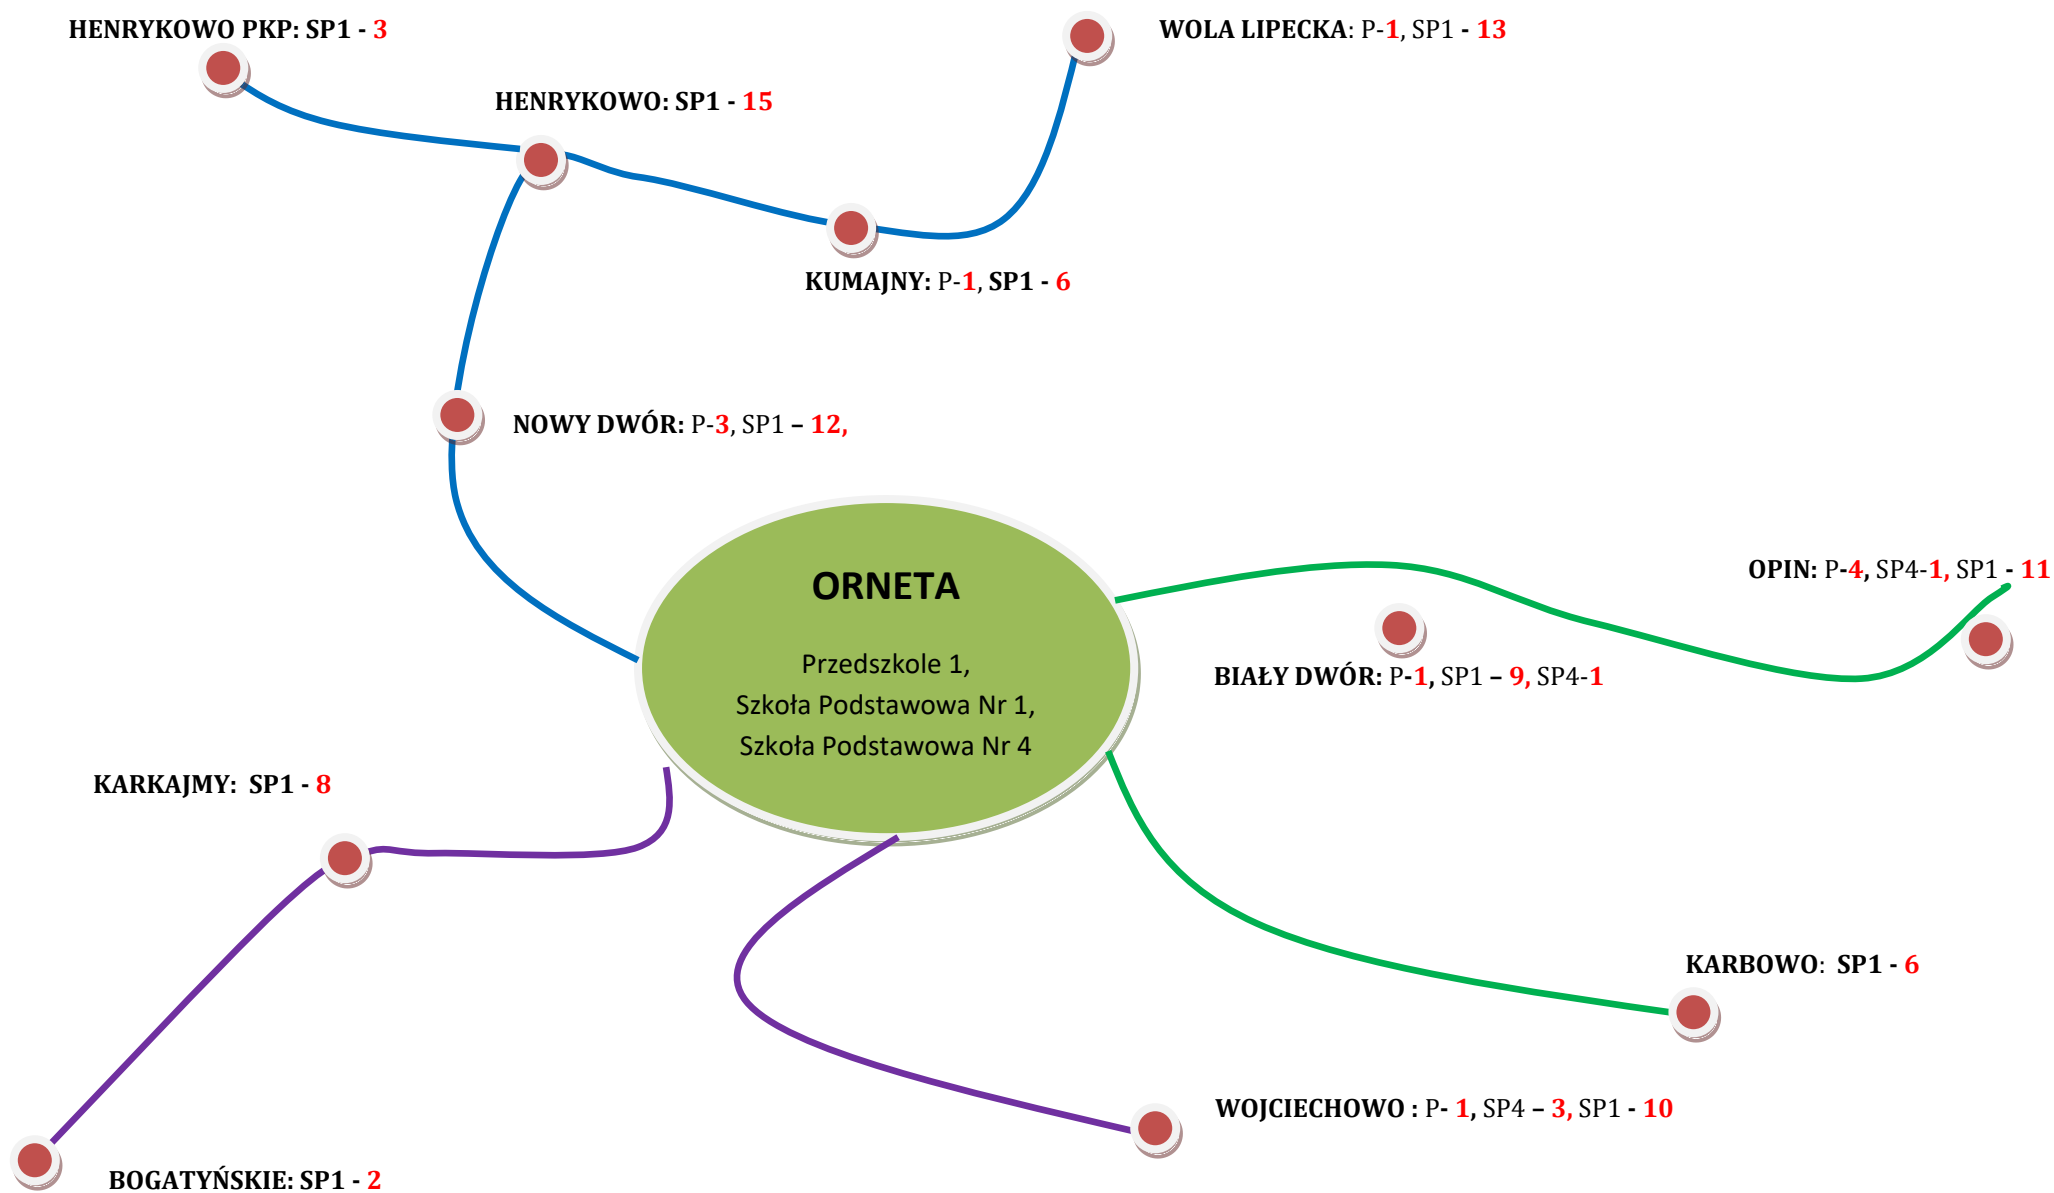 HENRYKOWO PKP: SP1 - 3
WOLA LIPECKA: P-1, SP1 - 13
HENRYKOWO: SP1 - 15
KUMAJNY: P-1, SP1 - 6
NOWY DWÓR: P-3, SP1 – 12,
ORNETA
Przedszkole 1,
Szkoła Podstawowa Nr 1,
Szkoła Podstawowa Nr 4
OPIN: P-4, SP4-1, SP1 - 11
BIAŁY DWÓR: P-1, SP1 – 9, SP4-1
KARKAJMY:  SP1 - 8
KARBOWO:  SP1 - 6
WOJCIECHOWO : P- 1, SP4 – 3, SP1 - 10
BOGATYŃSKIE: SP1 - 2